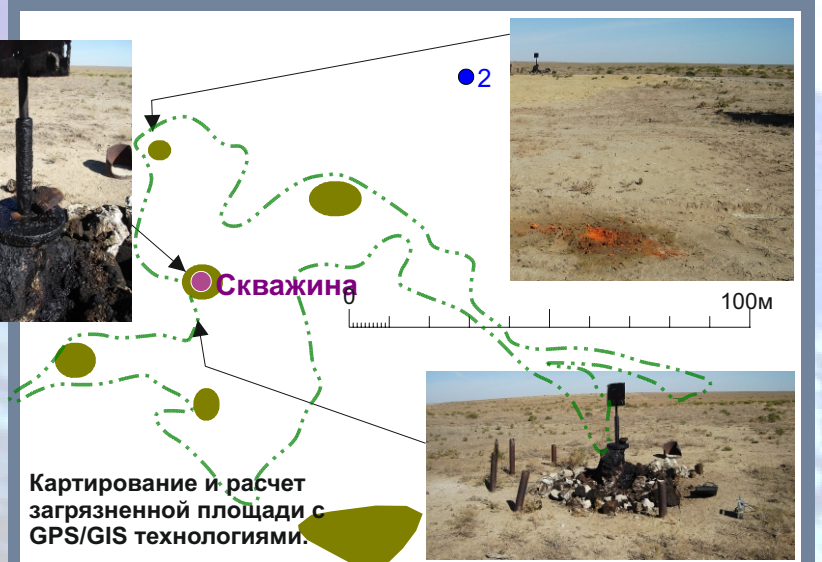 2
Скважина
0
100м
Картирование и расчет
загрязненной площади с
GPS/GIS технологиями.